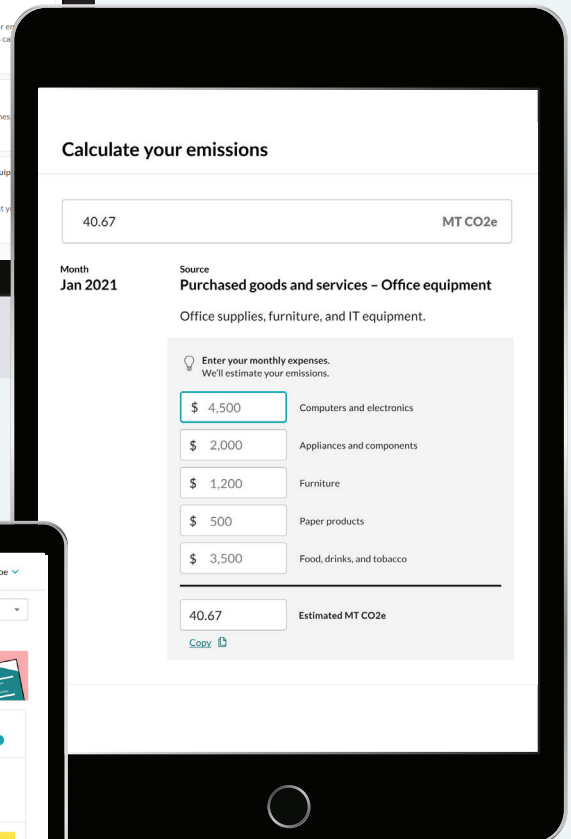 Calculate your emissions
40.67 MT CO2e
Month
Jan 2021
Source
Purchased goods and services – Office equipment
Office supplies, furniture, and IT equipment.
Enter your monthly expenses.
We'll estimate your emissions.
$ 4,500 Computers and electronics
$ 2,000 Appliances and components
$ 1,200 Furniture
$ 500 Paper products
$ 3,500 Food, drinks, and tobacco
40.67 Estimated MT CO2e
Copy